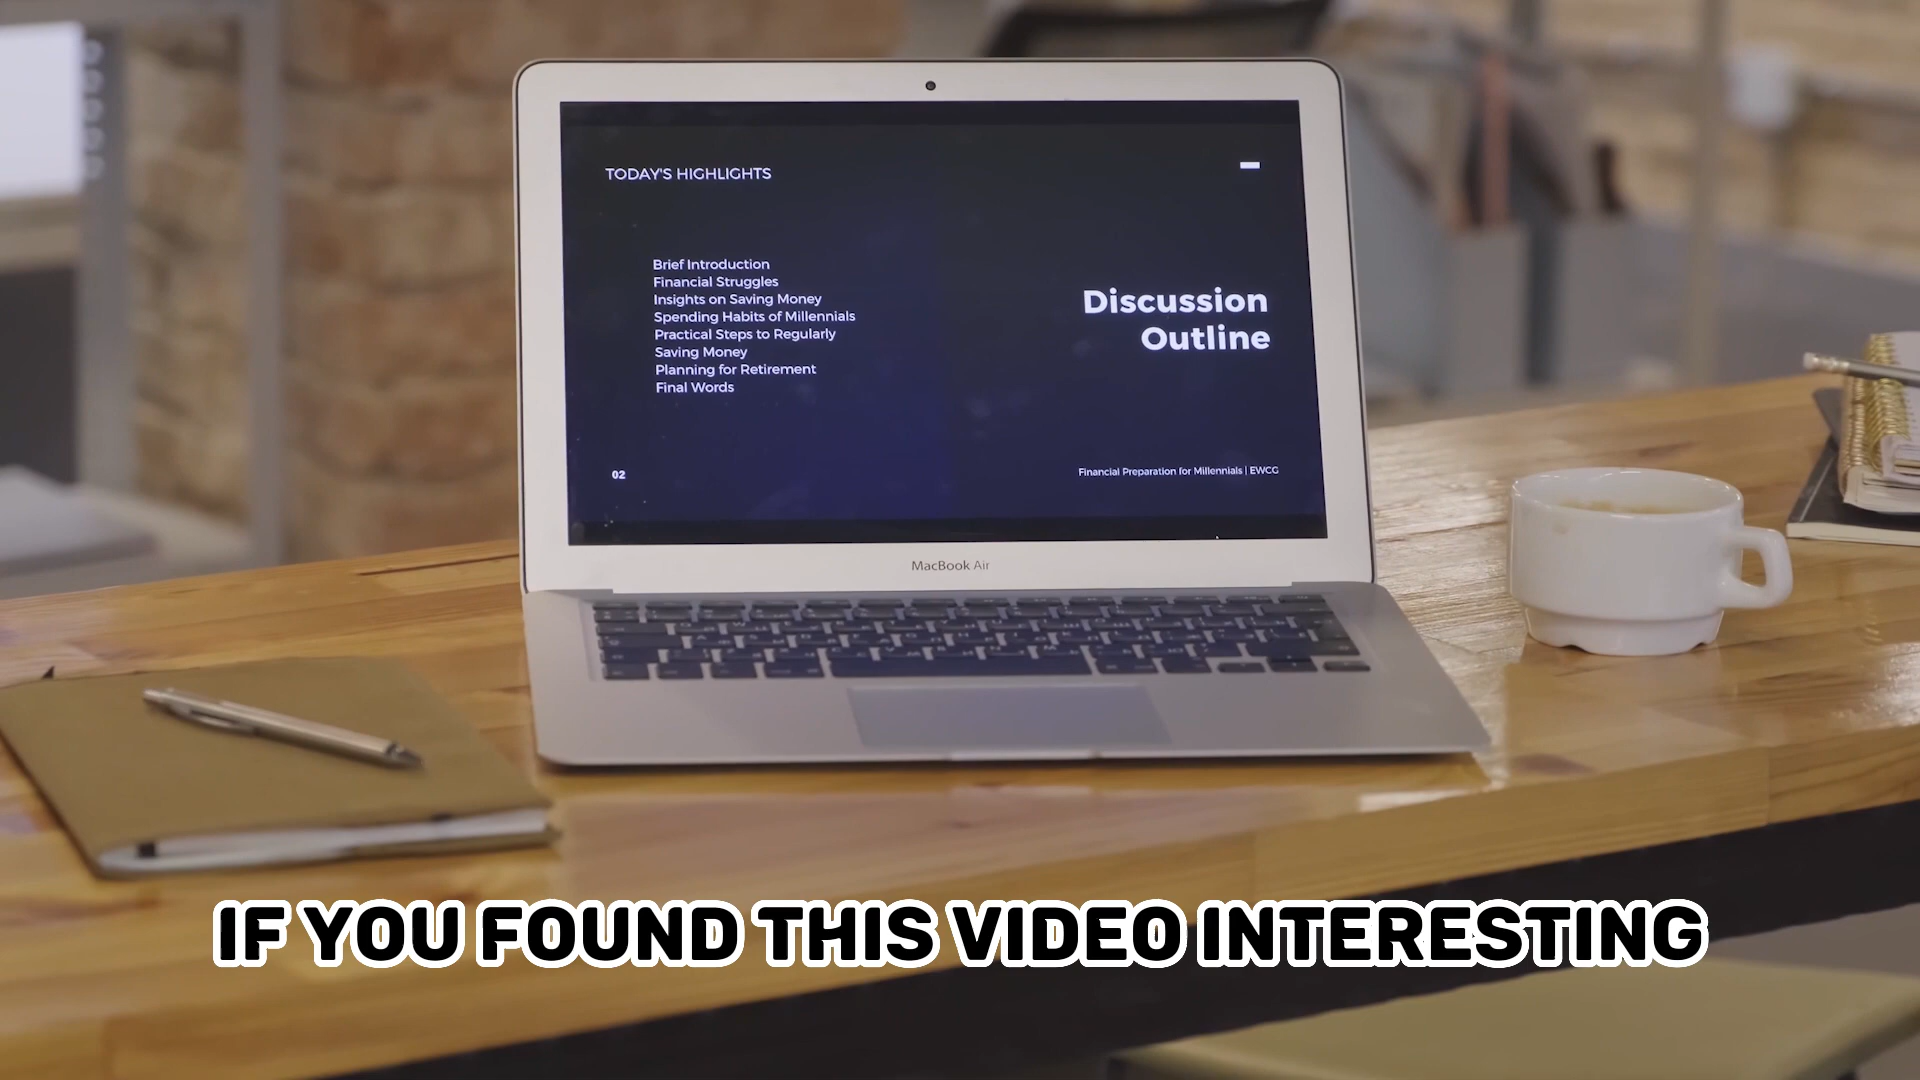 TODAY'S HIGHLIGHTS
Brief Introduction
Financial Struggles
Insights on Saving Money
Spending Habits of Millennials
Practical Steps to Regularly
Saving Money
Planning for Retirement
Final Words
Discussion
Outline
02
Financial Preparation for Millennials | EWCG
MacBook Air
IF YOU FOUND THIS VIDEO INTERESTING